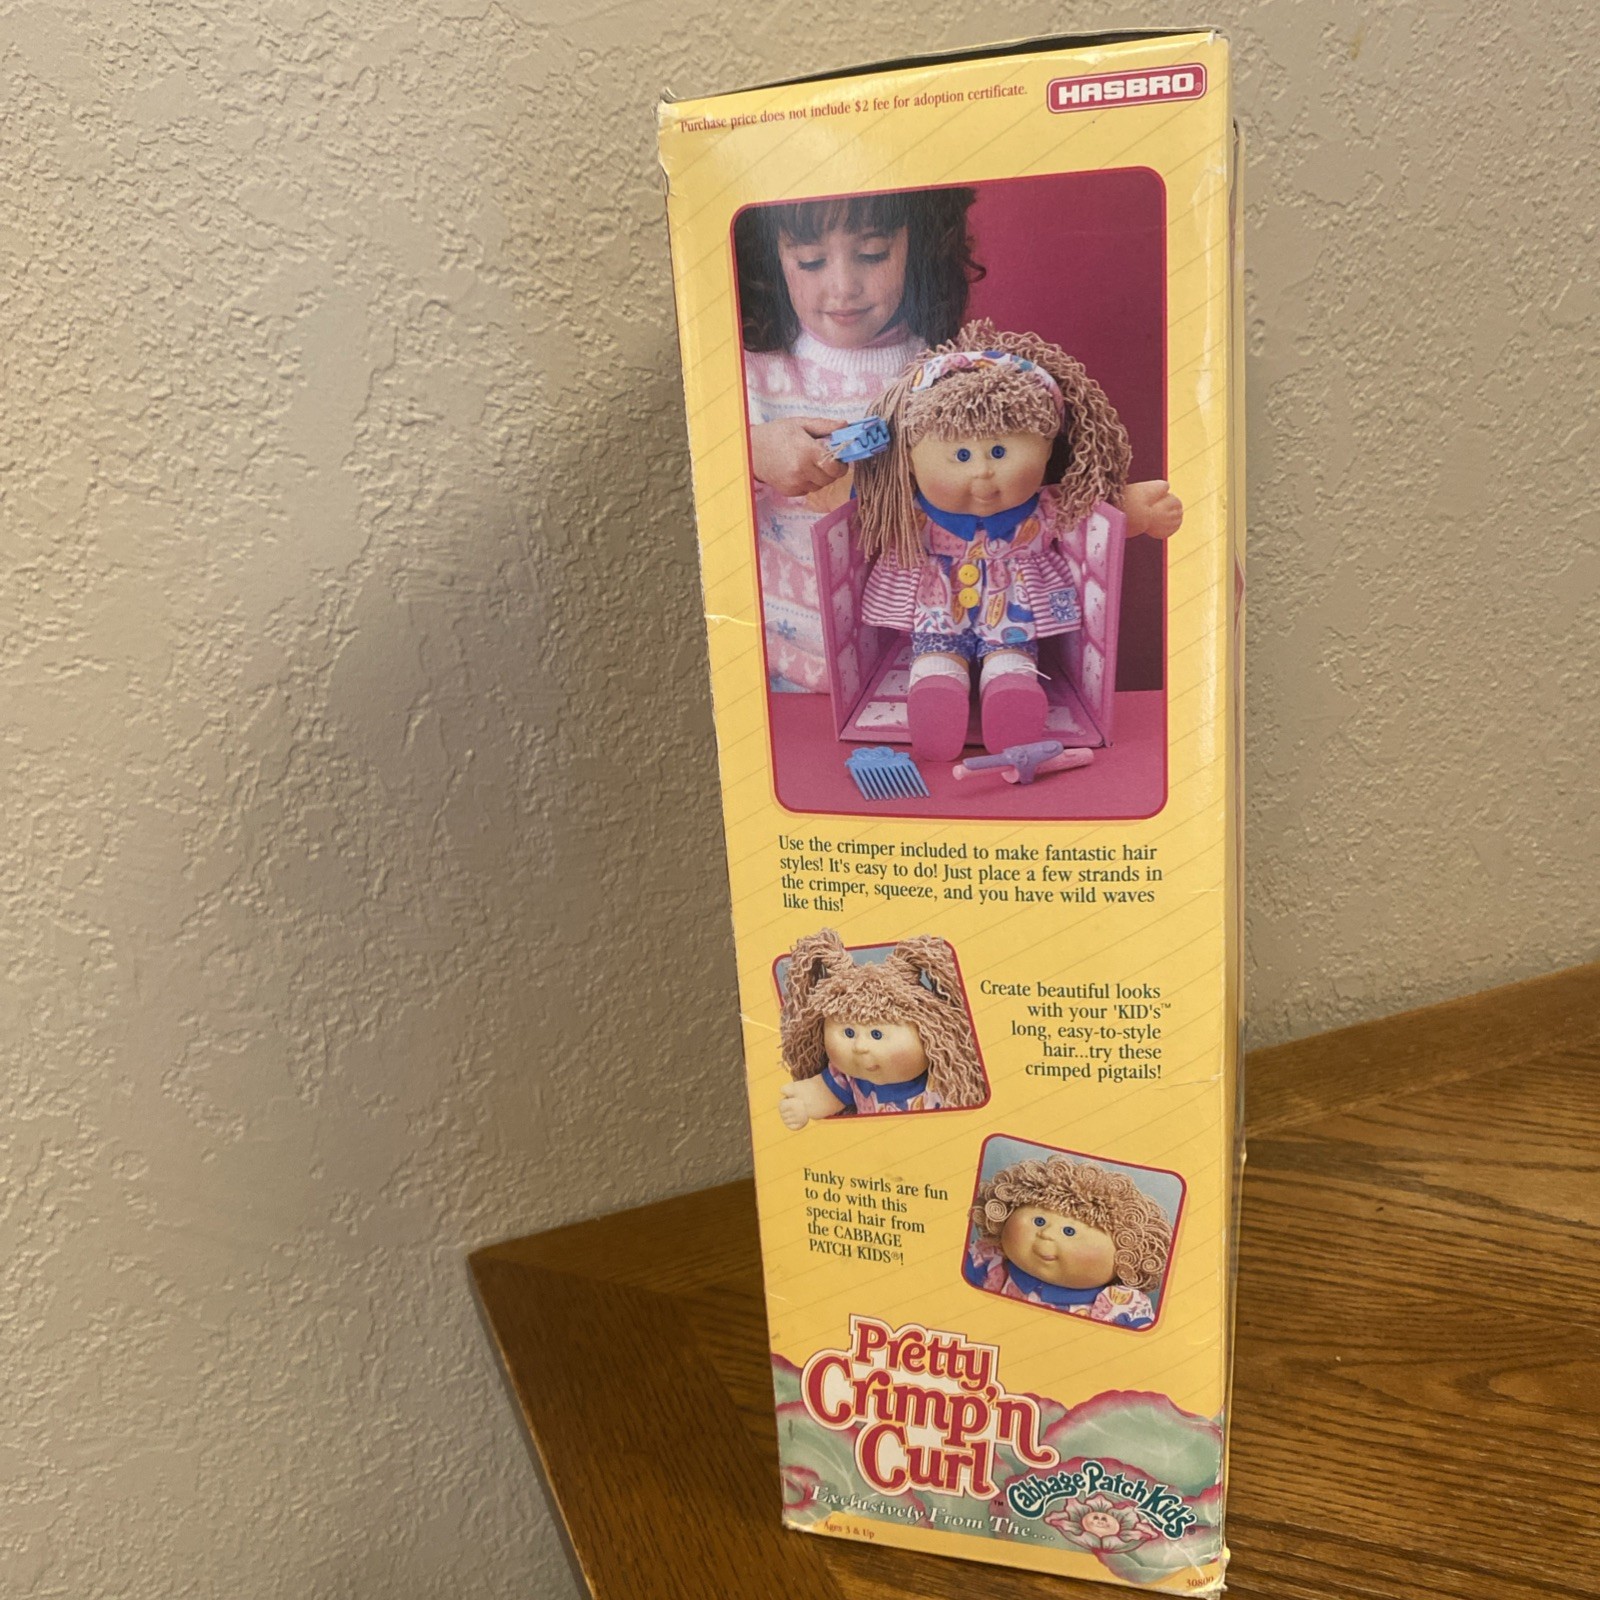 Purchase price does not include $2 fee for adoption certificate.
HASBRO®
Use the crimper included to make fantastic hair
styles! It's easy to do! Just place a few strands in
the crimper, squeeze, and you have wild waves
like this!
Create beautiful looks
with your 'KID's™
long, easy-to-style
hair...try these
crimped pigtails!
Funky swirls are fun
to do with this
special hair from
the CABBAGE
PATCH KIDS®!
Pretty
Crimp'n
Curl™
Exclusively From The...
Cabbage Patch Kids®
Ages 3 & Up
30800